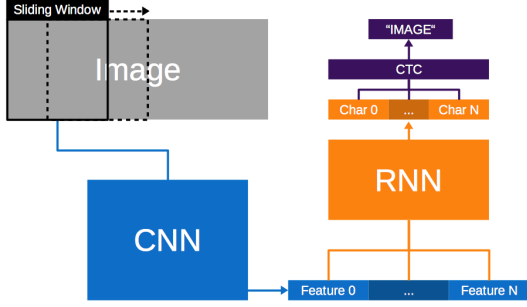 Sliding Window
Image
CNN
Feature 0 ... Feature N
RNN
Char 0 ... Char N
CTC
"IMAGE"